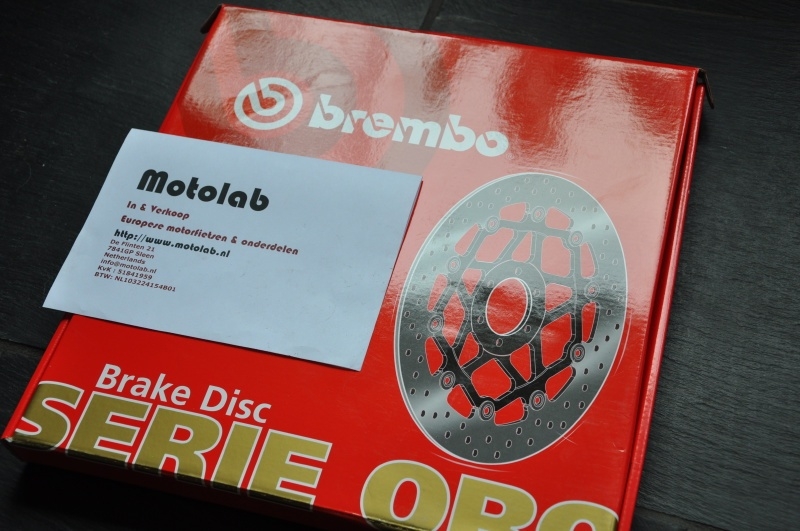 brembo
Motolab
In & Verkoop
Europese motorfietsen & onderdelen
http://www.motolab.nl
De Flinten 21
7841GP Sleen
Netherlands
info@motolab.nl
KvK : 51841959
BTW: NL103224154B01
Brake Disc
SERIE ORO